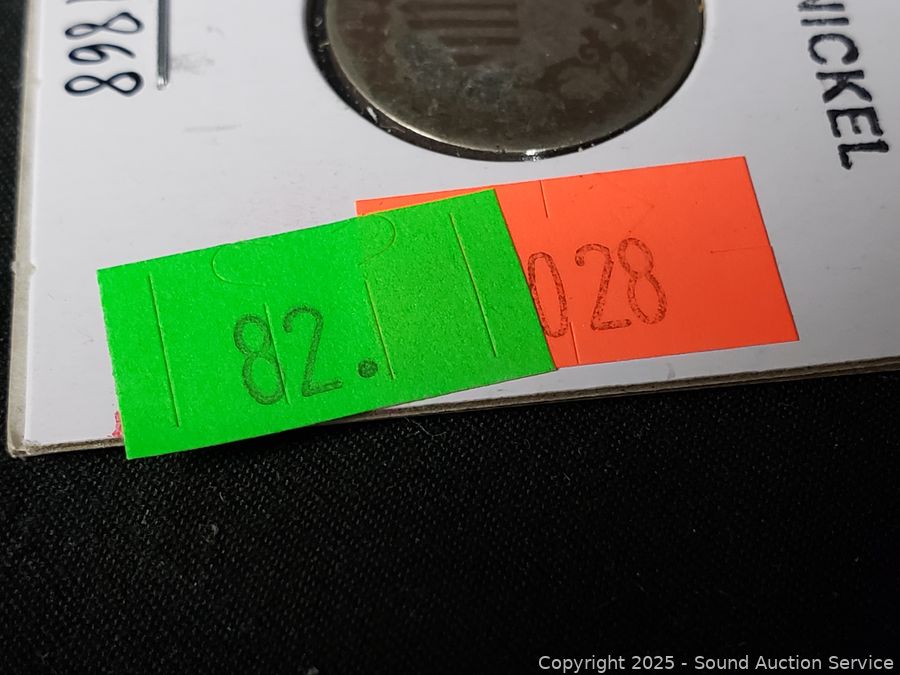 1868
NICKEL
82.
028
Copyright 2025 - Sound Auction Service